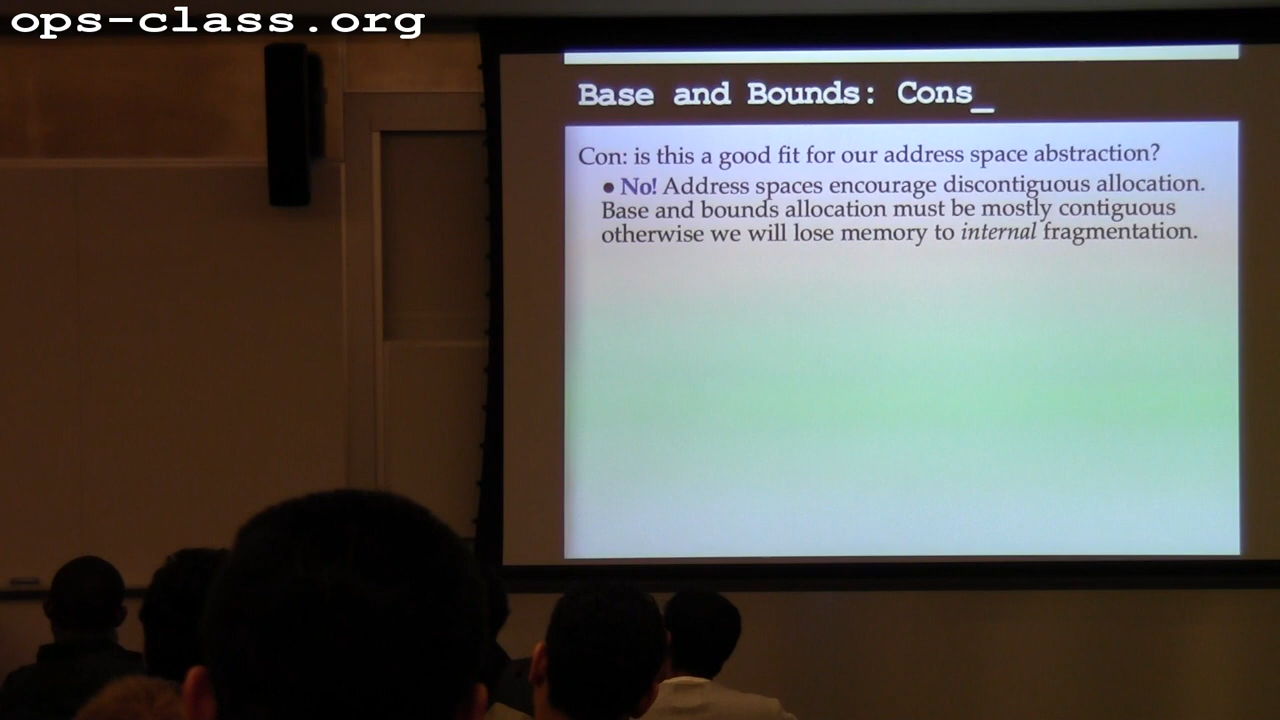 ops-class.org
Base and Bounds: Cons_
Con: is this a good fit for our address space abstraction?
• No! Address spaces encourage discontiguous allocation.
Base and bounds allocation must be mostly contiguous
otherwise we will lose memory to internal fragmentation.